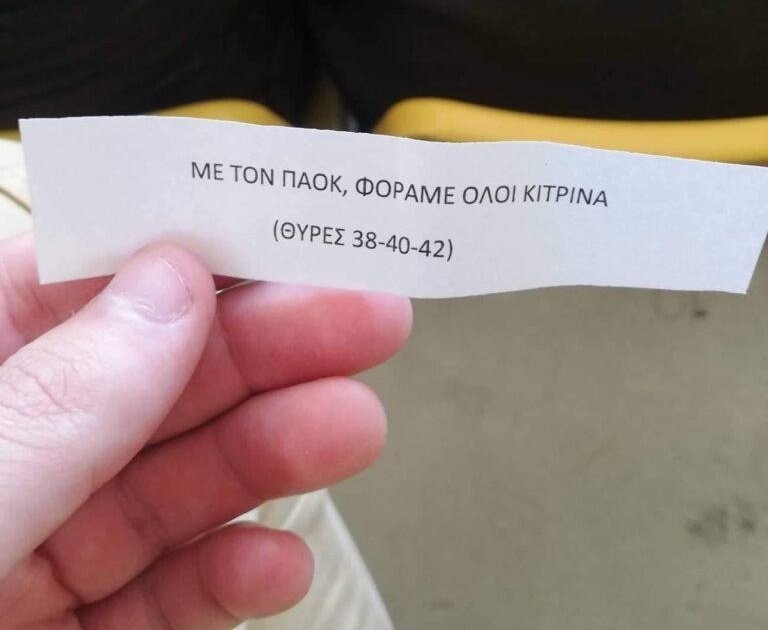 ΜΕ ΤΟΝ ΠΑΟΚ, ΦΟΡΑΜΕ ΟΛΟΙ ΚΙΤΡΙΝΑ
(ΘΥΡΕΣ 38-40-42)